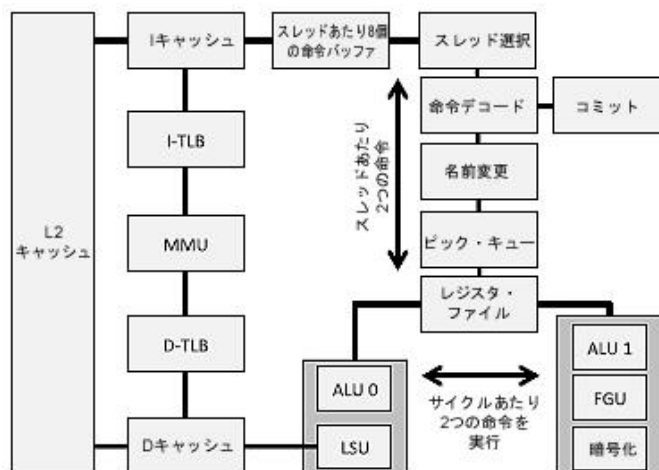 Iキャッシュ
スレッドあたり8個
の命令バッファ
スレッド選択
命令デコード
コミット
スレッドあたり
2つの命令
I-TLB
名前変更
L2
キャッシュ
MMU
ピック・キュー
レジスタ・
ファイル
D-TLB
ALU 0
LSU
サイクルあたり
2つの命令を
実行
ALU 1
FGU
暗号化
Dキャッシュ